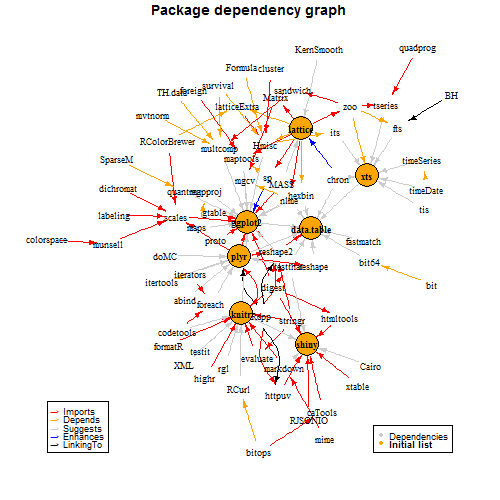 Package dependency graph
KernSmooth
quadprog
Formula
cluster
survival
foreign
TH.data
sandwich
Matrix
latticeExtra
zoo
tseries
BH
mvtnorm
lattice
its
fts
RColorBrewer
multcomp
Hmisc
maptools
timeSeries
SparseM
mgcv
sp
MASS
chron
xts
timeDate
dichromat
quantreg
mapproj
nlme
hexbin
tis
labeling
scales
gtable
ggplot2
maps
data.table
colorspace
munsell
proto
fastmatch
doMC
plyr
reshape2
testthat
reshape
bit64
iterators
itertools
digest
bit
abind
foreach
knitr
Rcpp
stringr
htmltools
codetools
formatR
testit
evaluate
shiny
XML
rgl
markdown
Cairo
highr
RCurl
httpuv
xtable
caTools
RJSONIO
bitops
mime
Imports
Depends
Suggests
Enhances
LinkingTo
Dependencies
Initial list